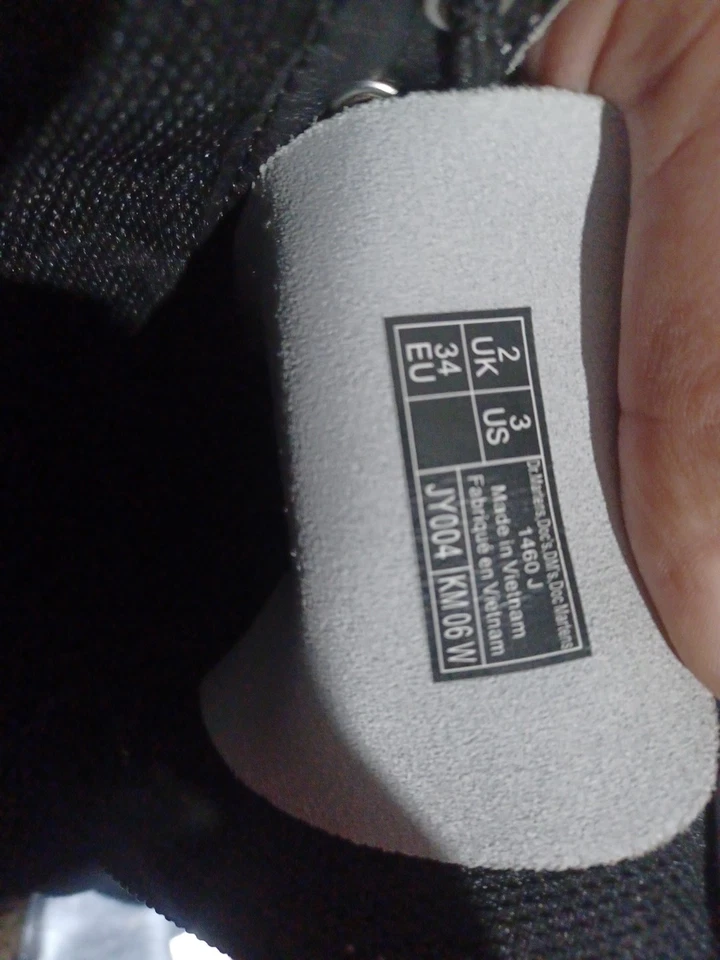 2
UK
3
US
34
EU
Dr.Martens,Doc's,DM's,Doc Martens
1460 J
Made in Vietnam
Fabriqué en Vietnam
JY004
KM 06 W